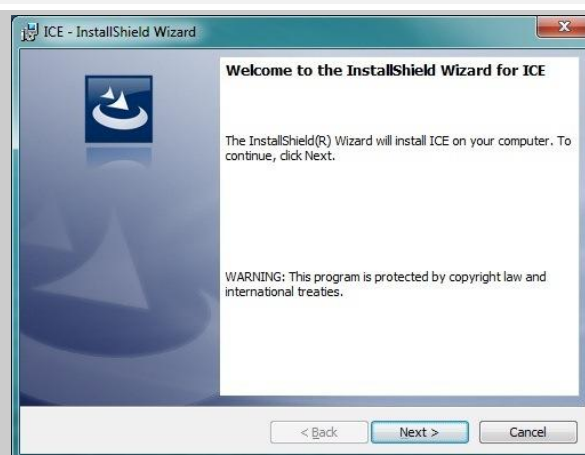 ICE - InstallShield Wizard
Welcome to the InstallShield Wizard for ICE
The InstallShield(R) Wizard will install ICE on your computer. To
continue, click Next.
WARNING: This program is protected by copyright law and
international treaties.
< Back Next > Cancel